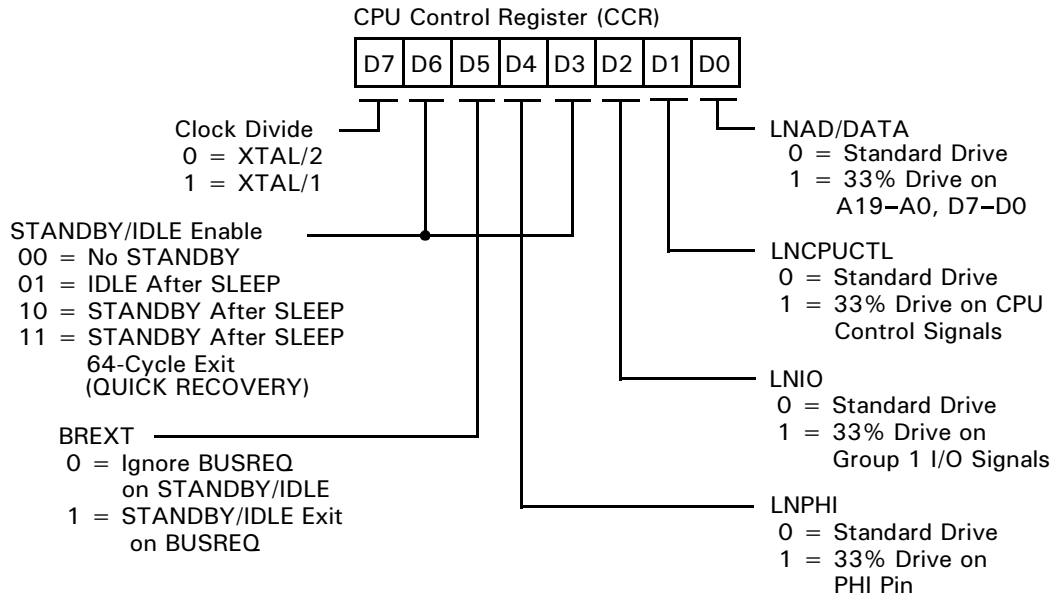 CPU Control Register (CCR)
D7 D6 D5 D4 D3 D2 D1 D0
Clock Divide
0 = XTAL/2
1 = XTAL/1
STANDBY/IDLE Enable
00 = No STANDBY
01 = IDLE After SLEEP
10 = STANDBY After SLEEP
11 = STANDBY After SLEEP
64-Cycle Exit
(QUICK RECOVERY)
BREXT
0 = Ignore BUSREQ
on STANDBY/IDLE
1 = STANDBY/IDLE Exit
on BUSREQ
LNAD/DATA
0 = Standard Drive
1 = 33% Drive on
A19–A0, D7–D0
LNCPUCTL
0 = Standard Drive
1 = 33% Drive on CPU
Control Signals
LNIO
0 = Standard Drive
1 = 33% Drive on
Group 1 I/O Signals
LNPHI
0 = Standard Drive
1 = 33% Drive on
PHI Pin